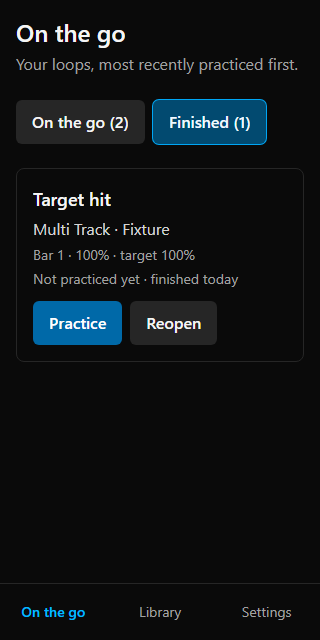 On the go
Your loops, most recently practiced first.
On the go (2)
Finished (1)
Target hit
Multi Track · Fixture
Bar 1 · 100% · target 100%
Not practiced yet · finished today
Practice
Reopen
On the go
Library
Settings